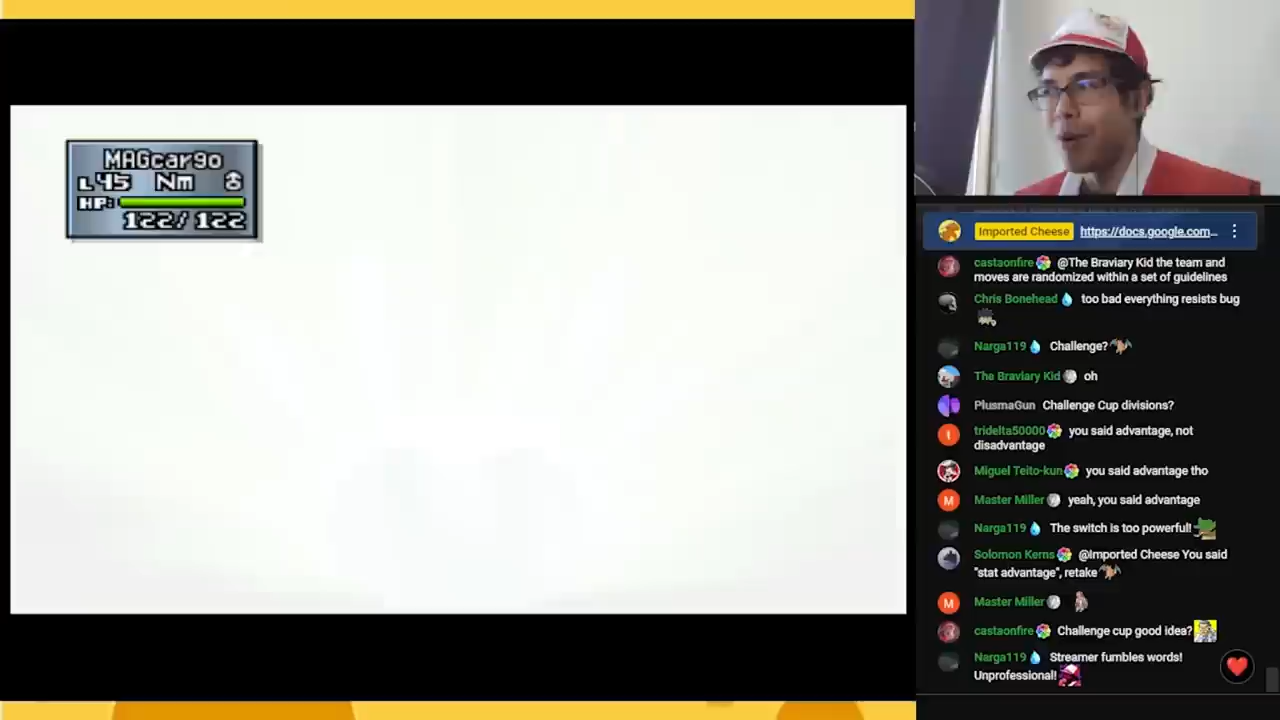 MAGcargo
L45 Nm ♂
HP:
122/ 122
Imported Cheese https://docs.google.com...
castaonfire @The Braviary Kid the team and
moves are randomized within a set of guidelines
Chris Bonehead too bad everything resists bug
Narga119 Challenge?
The Braviary Kid oh
PlusmaGun Challenge Cup divisions?
tridelta50000 you said advantage, not
disadvantage
Miguel Teito-kun you said advantage tho
Master Miller yeah, you said advantage
Narga119 The switch is too powerful!
Solomon Kerns @Imported Cheese You said
"stat advantage", retake
Master Miller
castaonfire Challenge cup good idea?
Narga119 Streamer fumbles words!
Unprofessional!